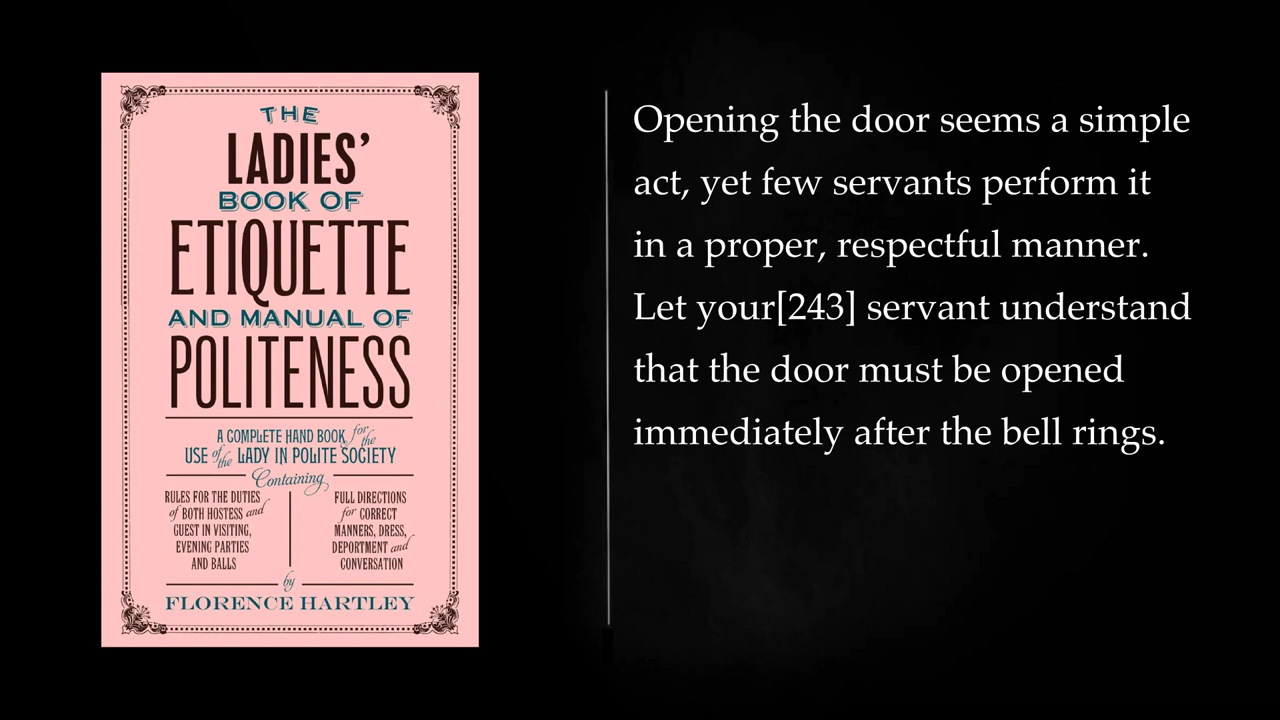 THE
LADIES'
BOOK OF
ETIQUETTE
AND MANUAL OF
POLITENESS
A COMPLETE HAND BOOK for the
USE of the LADY IN POLITE SOCIETY
Containing
RULES FOR THE DUTIES
of BOTH HOSTESS and
GUEST IN VISITING,
EVENING PARTIES
AND BALLS
FULL DIRECTIONS
for CORRECT
MANNERS, DRESS,
DEPORTMENT and
CONVERSATION
by
FLORENCE HARTLEY
Opening the door seems a simple
act, yet few servants perform it
in a proper, respectful manner.
Let your[243] servant understand
that the door must be opened
immediately after the bell rings.